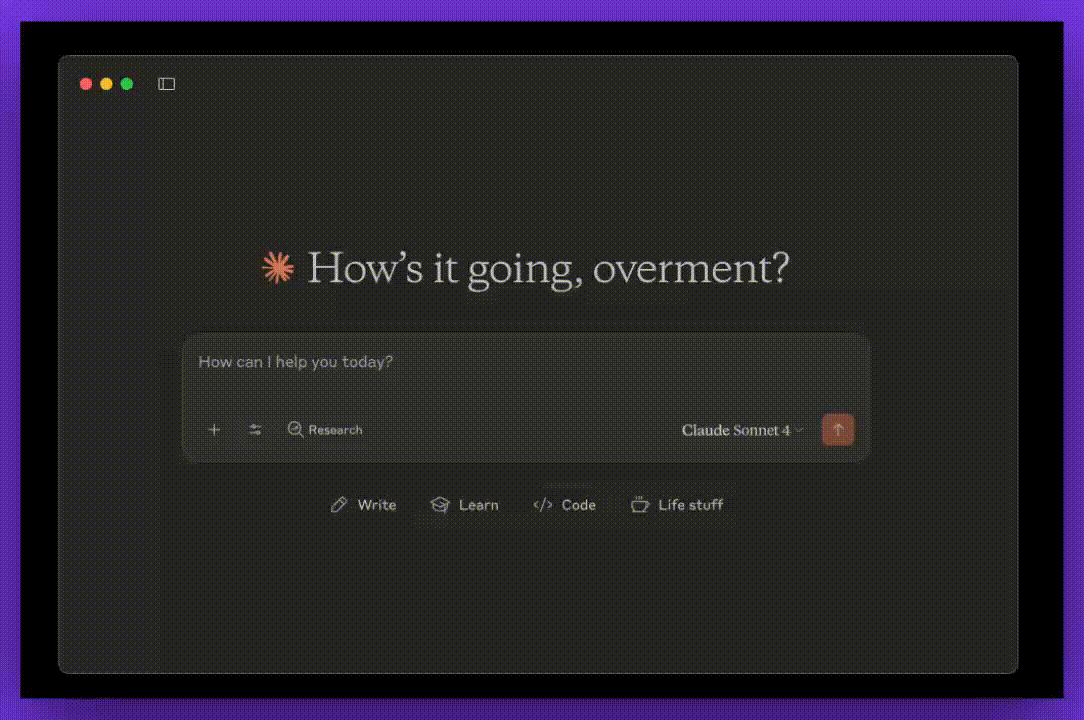 How's it going, overment?
How can I help you today?
Research
Claude Sonnet 4
Write
Learn
Code
Life stuff